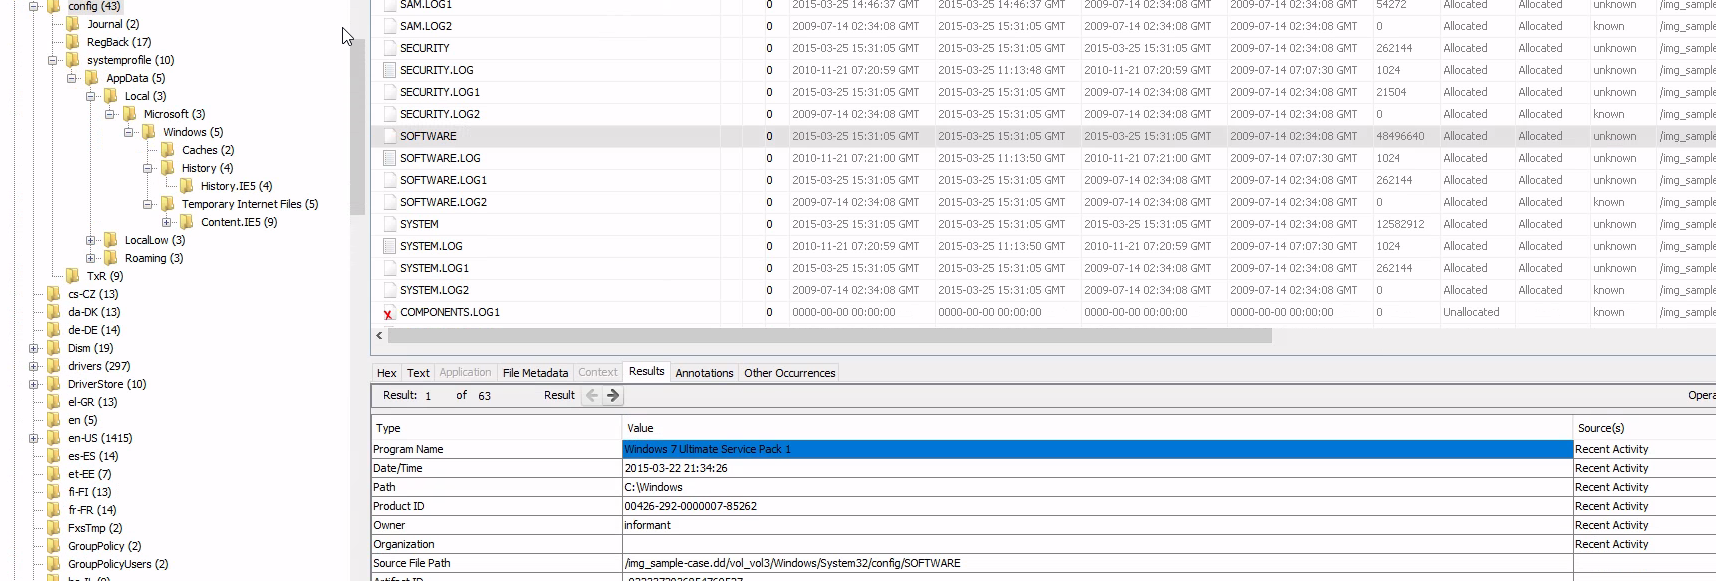 config (43)
Journal (2)
RegBack (17)
systemprofile (10)
AppData (5)
Local (3)
Microsoft (3)
Windows (5)
Caches (2)
History (4)
History.IE5 (4)
Temporary Internet Files (5)
Content.IE5 (9)
LocalLow (3)
Roaming (3)
TxR (9)
cs-CZ (13)
da-DK (13)
de-DE (14)
Dism (19)
drivers (297)
DriverStore (10)
el-GR (13)
en (5)
en-US (1415)
es-ES (14)
et-EE (7)
fi-FI (13)
fr-FR (14)
FxsTmp (2)
GroupPolicy (2)
GroupPolicyUsers (2)
SAM.LOG1 0 2015-03-25 14:46:37 GMT 2015-03-25 14:46:37 GMT 2009-07-14 02:34:08 GMT 2009-07-14 02:34:08 GMT 54272 Allocated Allocated unknown /img_sample
SAM.LOG2 0 2009-07-14 02:34:08 GMT 2009-07-14 02:34:08 GMT 2009-07-14 02:34:08 GMT 2009-07-14 02:34:08 GMT 0 Allocated Allocated known /img_sample
SECURITY 0 2015-03-25 15:31:05 GMT 2015-03-25 15:31:05 GMT 2015-03-25 15:31:05 GMT 2009-07-14 02:34:08 GMT 262144 Allocated Allocated unknown /img_sample
SECURITY.LOG 0 2010-11-21 07:20:59 GMT 2015-03-25 11:13:48 GMT 2010-11-21 07:20:59 GMT 2009-07-14 07:07:30 GMT 1024 Allocated Allocated unknown /img_sample
SECURITY.LOG1 0 2015-03-25 15:31:05 GMT 2015-03-25 15:31:05 GMT 2009-07-14 02:34:08 GMT 2009-07-14 02:34:08 GMT 21504 Allocated Allocated unknown /img_sample
SECURITY.LOG2 0 2009-07-14 02:34:08 GMT 2009-07-14 02:34:08 GMT 2009-07-14 02:34:08 GMT 2009-07-14 02:34:08 GMT 0 Allocated Allocated known /img_sample
SOFTWARE 0 2015-03-25 15:31:05 GMT 2015-03-25 15:31:05 GMT 2015-03-25 15:31:05 GMT 2009-07-14 02:34:08 GMT 48496640 Allocated Allocated unknown /img_sample
SOFTWARE.LOG 0 2010-11-21 07:21:00 GMT 2015-03-25 11:13:50 GMT 2010-11-21 07:21:00 GMT 2009-07-14 07:07:30 GMT 1024 Allocated Allocated unknown /img_sample
SOFTWARE.LOG1 0 2015-03-25 15:31:05 GMT 2015-03-25 15:31:05 GMT 2009-07-14 02:34:08 GMT 2009-07-14 02:34:08 GMT 262144 Allocated Allocated unknown /img_sample
SOFTWARE.LOG2 0 2009-07-14 02:34:08 GMT 2009-07-14 02:34:08 GMT 2009-07-14 02:34:08 GMT 2009-07-14 02:34:08 GMT 0 Allocated Allocated known /img_sample
SYSTEM 0 2015-03-25 15:31:05 GMT 2015-03-25 15:31:05 GMT 2015-03-25 15:31:05 GMT 2009-07-14 02:34:08 GMT 12582912 Allocated Allocated unknown /img_sample
SYSTEM.LOG 0 2010-11-21 07:20:59 GMT 2015-03-25 11:13:50 GMT 2010-11-21 07:20:59 GMT 2009-07-14 07:07:30 GMT 1024 Allocated Allocated unknown /img_sample
SYSTEM.LOG1 0 2015-03-25 15:31:05 GMT 2015-03-25 15:31:05 GMT 2009-07-14 02:34:08 GMT 2009-07-14 02:34:08 GMT 262144 Allocated Allocated unknown /img_sample
SYSTEM.LOG2 0 2009-07-14 02:34:08 GMT 2015-03-25 15:31:05 GMT 2009-07-14 02:34:08 GMT 2009-07-14 02:34:08 GMT 0 Allocated Allocated known /img_sample
COMPONENTS.LOG1 0 0000-00-00 00:00:00 0000-00-00 00:00:00 0000-00-00 00:00:00 0000-00-00 00:00:00 0 Unallocated known /img_sample
Hex Text Application File Metadata Context Results Annotations Other Occurrences
Result: 1 of 63 Result Opera
Type Value Source(s)
Program Name Windows 7 Ultimate Service Pack 1 Recent Activity
Date/Time 2015-03-22 21:34:26 Recent Activity
Path C:\Windows Recent Activity
Product ID 00426-292-0000007-85262 Recent Activity
Owner informant Recent Activity
Organization Recent Activity
Source File Path /img_sample-case.dd/vol_vol3/Windows/System32/config/SOFTWARE